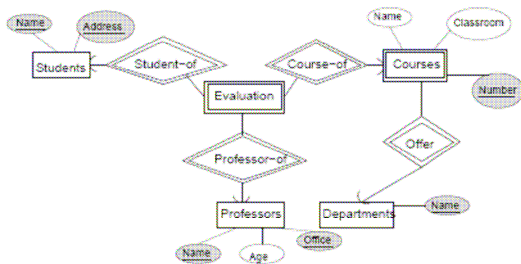 Name
Address
Name
Classroom
Students
Student-of
Course-of
Courses
Evaluation
Number
Professor-of
Offer
Professors
Departments
Name
Name
Age
Office